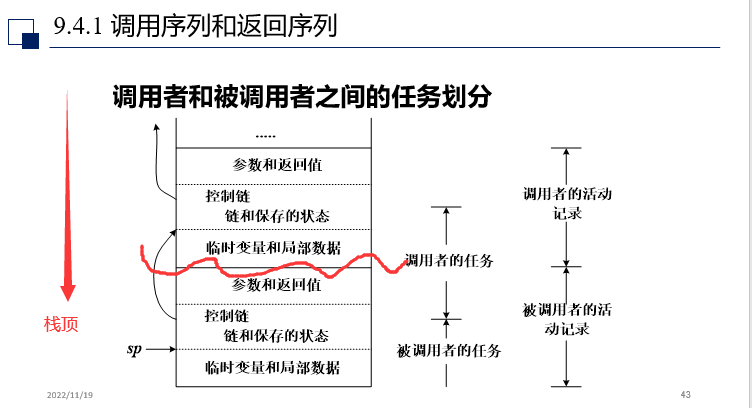 9.4.1 调用序列和返回序列
调用者和被调用者之间的任务划分
.....
参数和返回值
控制链
链和保存的状态
临时变量和局部数据
参数和返回值
控制链
链和保存的状态
临时变量和局部数据
sp
栈顶
调用者的任务
被调用者的任务
调用者的活动
记录
被调用者的活
动记录
2022/11/19
43